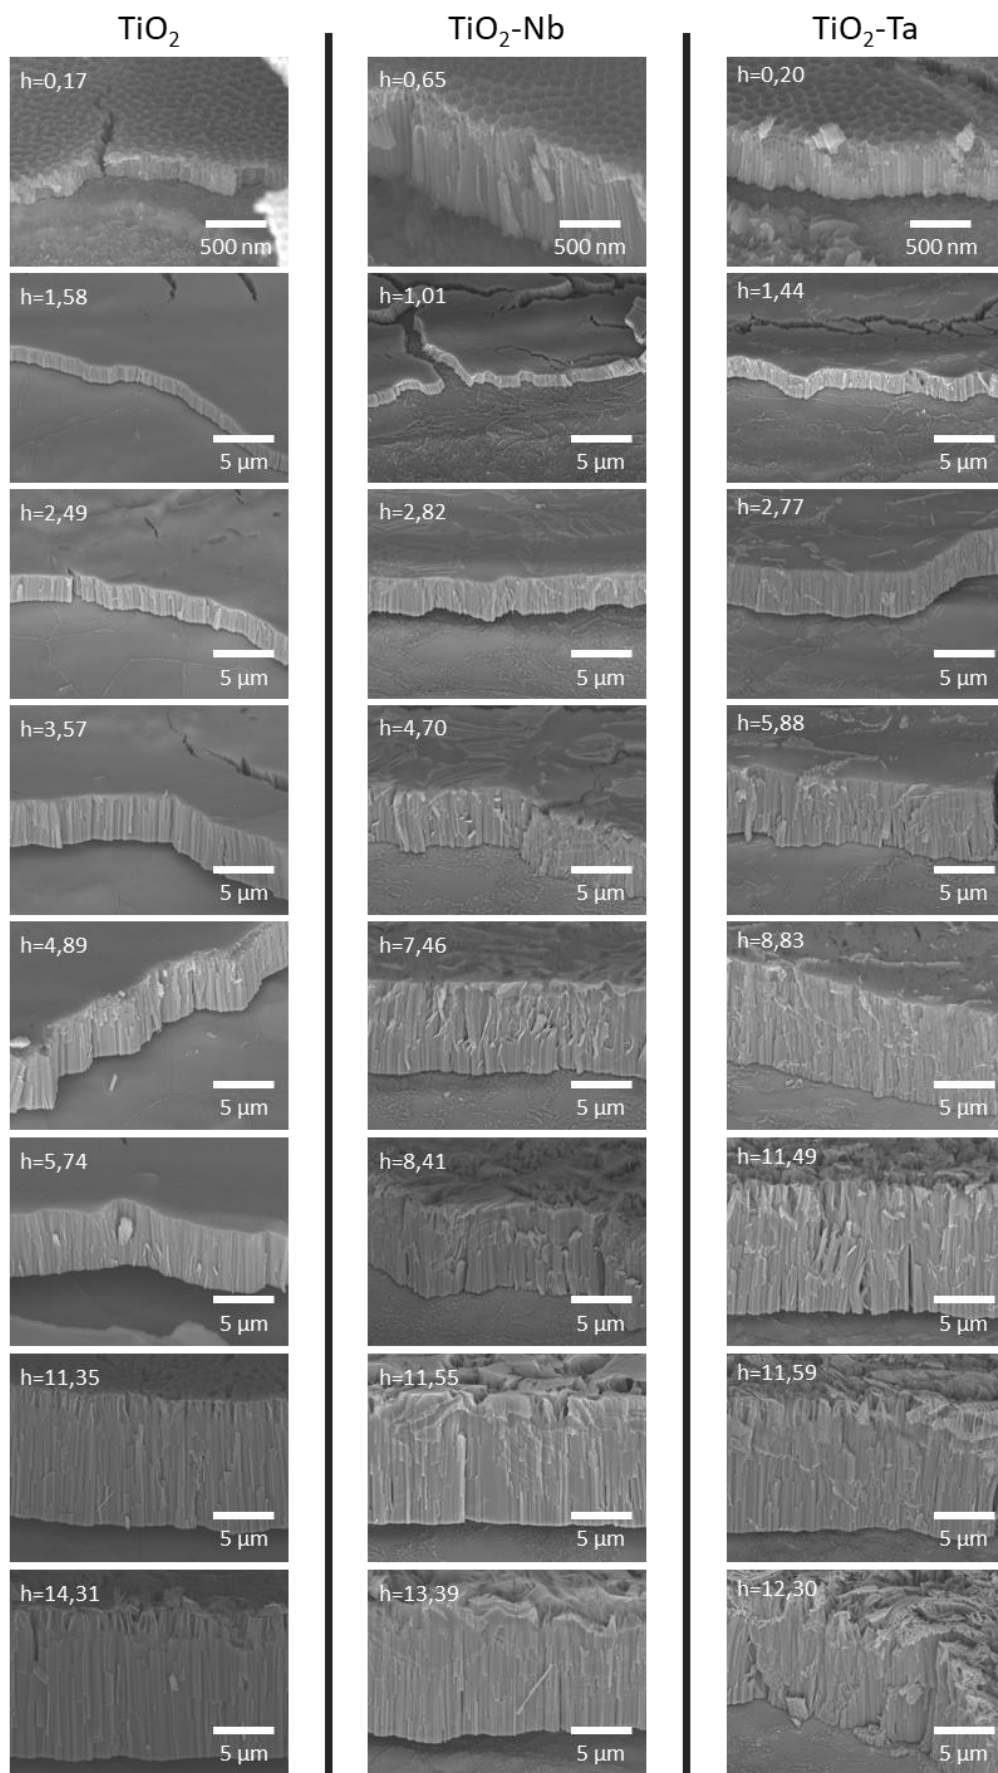 TiO₂ TiO₂-Nb TiO₂-Ta
h=0,17 h=0,65 h=0,20
500 nm 500 nm 500 nm
h=1,58 h=1,01 h=1,44
5 µm 5 µm 5 µm
h=2,49 h=2,82 h=2,77
5 µm 5 µm 5 µm
h=3,57 h=4,70 h=5,88
5 µm 5 µm 5 µm
h=4,89 h=7,46 h=8,83
5 µm 5 µm 5 µm
h=5,74 h=8,41 h=11,49
5 µm 5 µm 5 µm
h=11,35 h=11,55 h=11,59
5 µm 5 µm 5 µm
h=14,31 h=13,39 h=12,30
5 µm 5 µm 5 µm